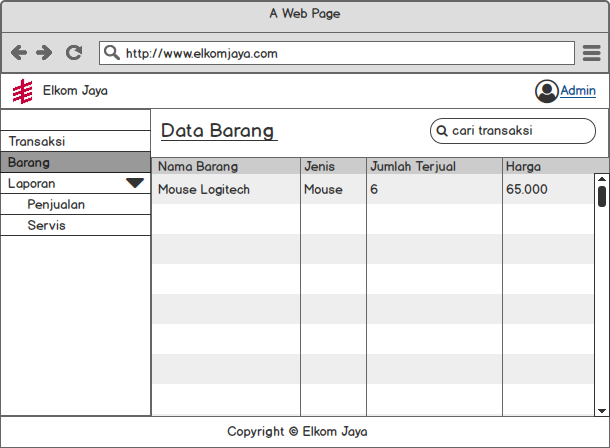 A Web Page
http://www.elkomjaya.com
Elkom Jaya
Admin
Transaksi
Barang
Laporan
Penjualan
Servis
Data Barang
cari transaksi
Nama Barang Jenis Jumlah Terjual Harga
Mouse Logitech Mouse 6 65.000
Copyright © Elkom Jaya